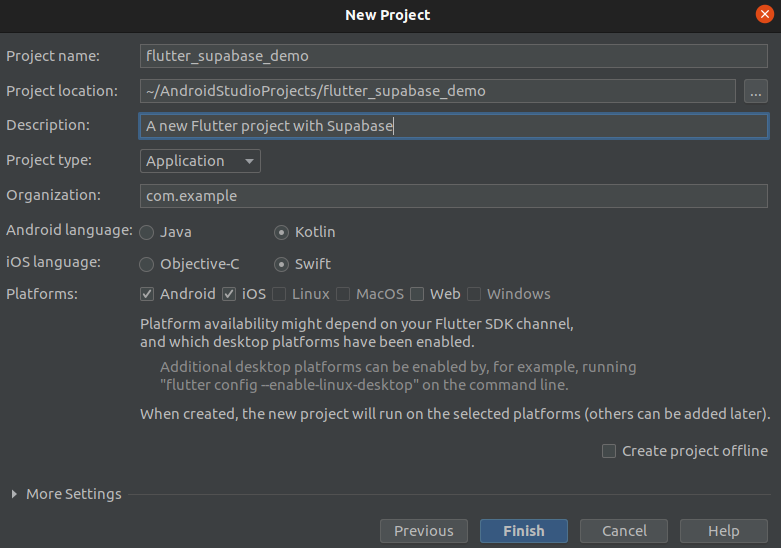 New Project
Project name: flutter_supabase_demo
Project location: ~/AndroidStudioProjects/flutter_supabase_demo ...
Description: A new Flutter project with Supabase
Project type: Application
Organization: com.example
Android language: Java Kotlin
iOS language: Objective-C Swift
Platforms: Android iOS Linux MacOS Web Windows
Platform availability might depend on your Flutter SDK channel,
and which desktop platforms have been enabled.
Additional desktop platforms can be enabled by, for example, running
"flutter config --enable-linux-desktop" on the command line.
When created, the new project will run on the selected platforms (others can be added later).
Create project offline
More Settings
Previous Finish Cancel Help